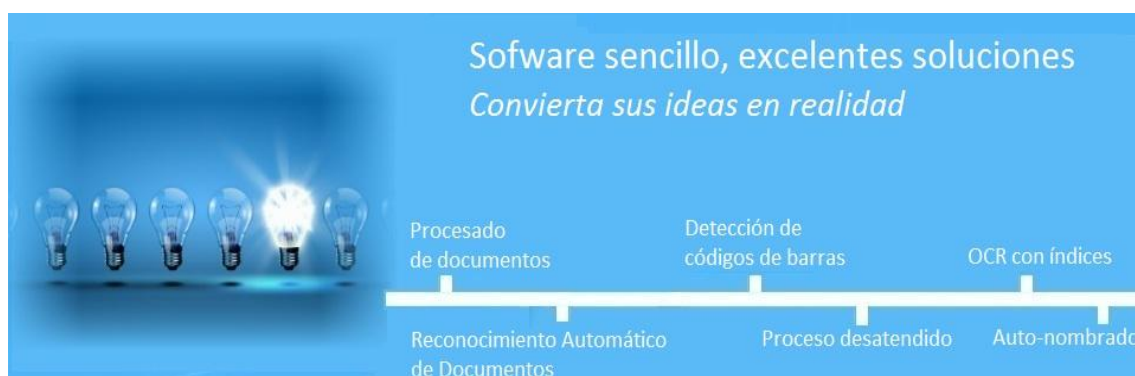 Sofware sencillo, excelentes soluciones
Convierta sus ideas en realidad
Procesado
de documentos
Detección de
códigos de barras
OCR con índices
Reconocimiento Automático
de Documentos
Proceso desatendido
Auto-nombrado